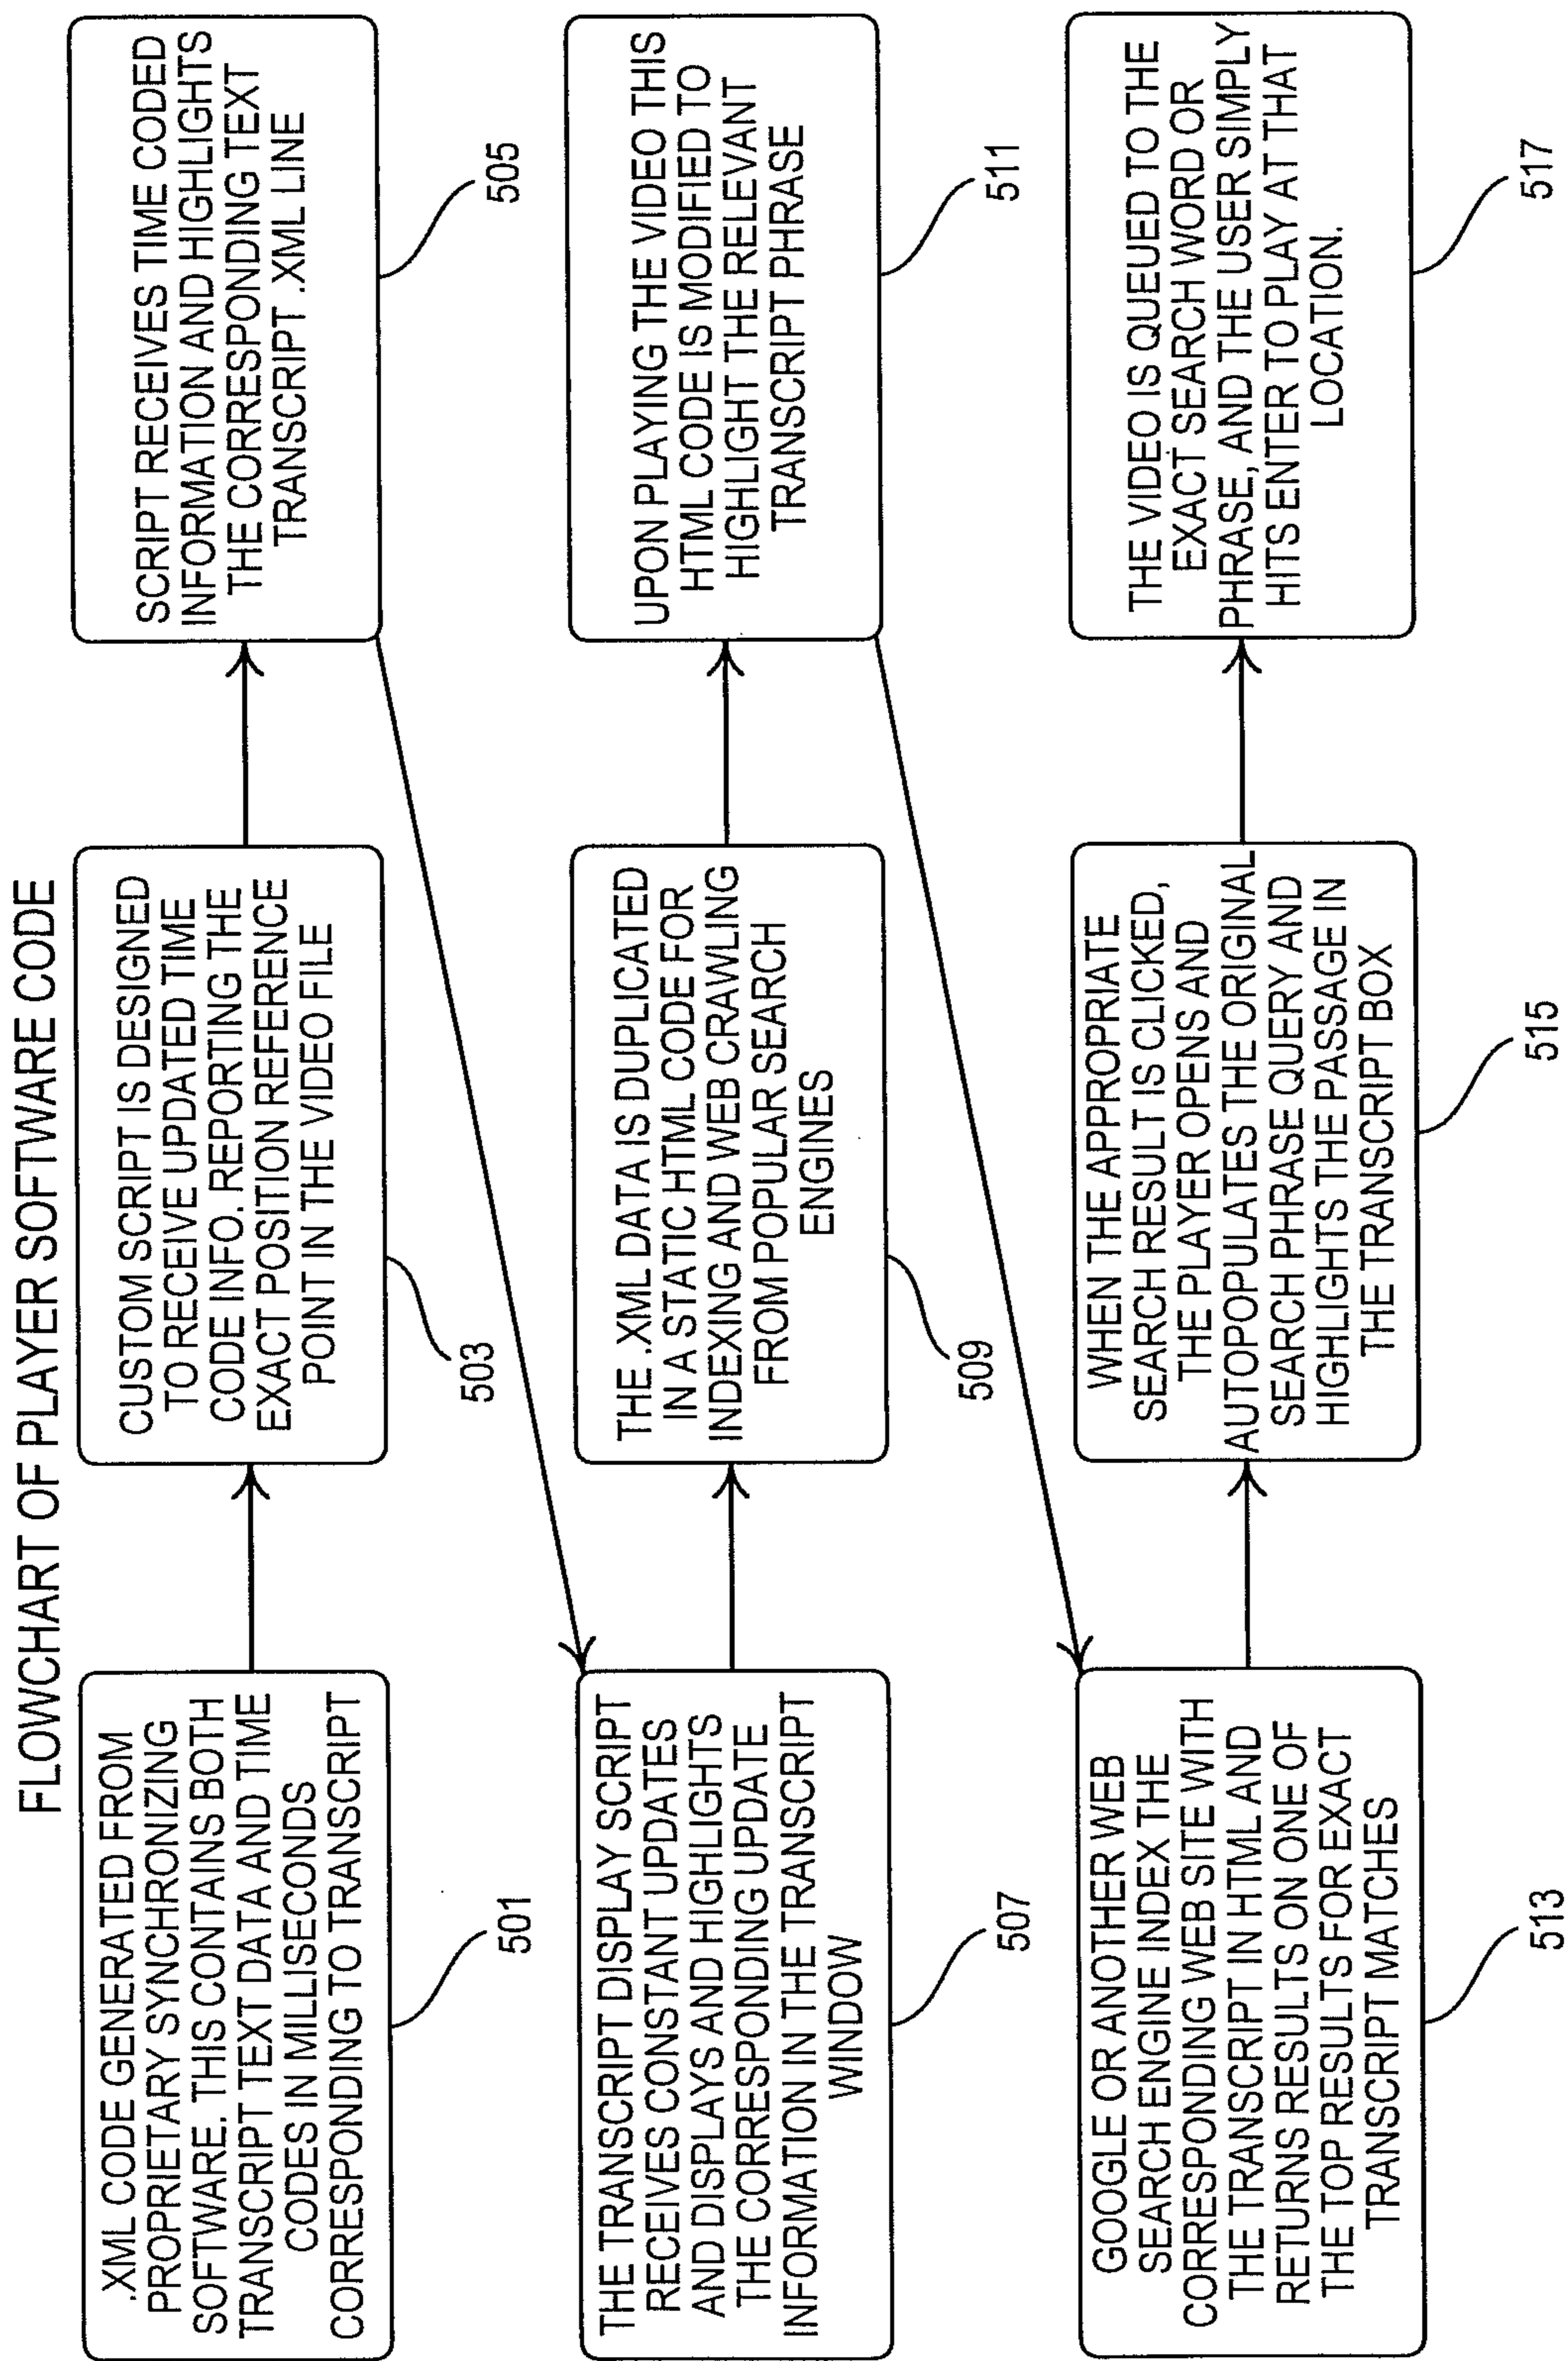 FLOWCHART OF PLAYER SOFTWARE CODE
.XML CODE GENERATED FROM
PROPRIETARY SYNCHRONIZING
SOFTWARE. THIS CONTAINS BOTH
TRANSCRIPT TEXT DATA AND TIME
CODES IN MILLISECONDS
CORRESPONDING TO TRANSCRIPT
501
CUSTOM SCRIPT IS DESIGNED
TO RECEIVE UPDATED TIME
CODE INFO. REPORTING THE
EXACT POSITION REFERENCE
POINT IN THE VIDEO FILE
503
SCRIPT RECEIVES TIME CODED
INFORMATION AND HIGHLIGHTS
THE CORRESPONDING TEXT
TRANSCRIPT .XML LINE
505
THE TRANSCRIPT DISPLAY SCRIPT
RECEIVES CONSTANT UPDATES
AND DISPLAYS AND HIGHLIGHTS
THE CORRESPONDING UPDATE
INFORMATION IN THE TRANSCRIPT
WINDOW
507
THE .XML DATA IS DUPLICATED
IN A STATIC HTML CODE FOR
INDEXING AND WEB CRAWLING
FROM POPULAR SEARCH
ENGINES
509
UPON PLAYING THE VIDEO THIS
HTML CODE IS MODIFIED TO
HIGHLIGHT THE RELEVANT
TRANSCRIPT PHRASE
511
GOOGLE OR ANOTHER WEB
SEARCH ENGINE INDEX THE
CORRESPONDING WEB SITE WITH
THE TRANSCRIPT IN HTML AND
RETURNS RESULTS ON ONE OF
THE TOP RESULTS FOR EXACT
TRANSCRIPT MATCHES
513
WHEN THE APPROPRIATE
SEARCH RESULT IS CLICKED,
THE PLAYER OPENS AND
AUTOPOPULATES THE ORIGINAL
SEARCH PHRASE QUERY AND
HIGHLIGHTS THE PASSAGE IN
THE TRANSCRIPT BOX
515
THE VIDEO IS QUEUED TO THE
EXACT SEARCH WORD OR
PHRASE, AND THE USER SIMPLY
HITS ENTER TO PLAY AT THAT
LOCATION.
517